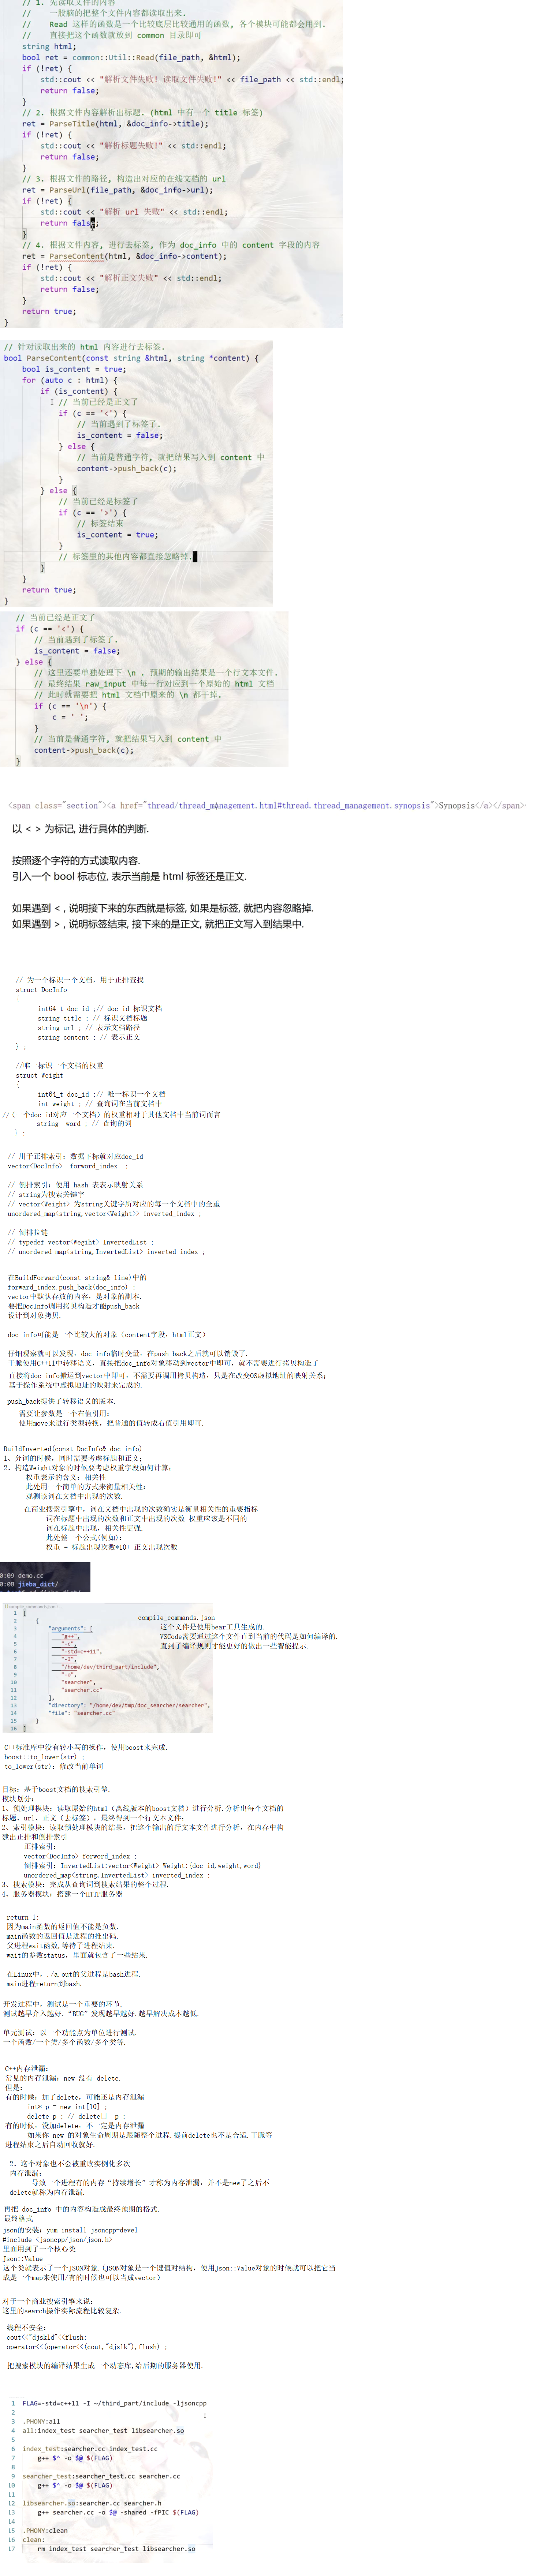 // 1. 先读取文件的内容
//    一股脑的把整个文件内容都读取出来.
//    Read 这样的函数是一个比较底层比较通用的函数, 各个模块可能都会用到.
//    直接把这个函数就放到 common 目录即可
string html;
bool ret = common::Util::Read(file_path, &html);
if (!ret) {
std::cout << "解析文件失败! 读取文件失败!" << file_path << std::endl;
return false;
}
// 2. 根据文件内容解析出标题. (html 中有一个 title 标签)
ret = ParseTitle(html, &doc_info->title);
if (!ret) {
std::cout << "解析标题失败!" << std::endl;
return false;
}
// 3. 根据文件的路径, 构造出对应的在线文档的 url
ret = ParseUrl(file_path, &doc_info->url);
if (!ret) {
std::cout << "解析 url 失败" << std::endl;
return false;
}
// 4. 根据文件内容, 进行去标签, 作为 doc_info 中的 content 字段的内容
ret = ParseContent(html, &doc_info->content);
if (!ret) {
std::cout << "解析正文失败" << std::endl;
return false;
}
return true;
}
// 针对读取出来的 html 内容进行去标签.
bool ParseContent(const string &html, string *content) {
bool is_content = true;
for (auto c : html) {
if (is_content) {
// 当前已经是正文了
if (c == '<') {
// 当前遇到了标签了.
is_content = false;
} else {
// 当前是普通字符, 就把结果写入到 content 中
content->push_back(c);
}
} else {
// 当前已经是标签了
if (c == '>') {
// 标签结束
is_content = true;
}
// 标签里的其他内容都直接忽略掉.
}
}
return true;
}
// 当前已经是正文了
if (c == '<') {
// 当前遇到了标签了.
is_content = false;
} else {
// 这里还要单独处理下 \n . 预期的输出结果是一个行文本文件.
// 最终结果 raw_input 中每一行对应到一个原始的 html 文档
// 此时就需要把 html 文档中原来的 \n 都干掉.
if (c == '\n') {
c = ' ';
}
// 当前是普通字符, 就把结果写入到 content 中
content->push_back(c);
}
<span class="section"><a href="thread/thread_management.html#thread.thread_management.synopsis">Synopsis</a></span>
以 < > 为标记, 进行具体的判断.
按照逐个字符的方式读取内容.
引入一个 bool 标志位, 表示当前是 html 标签还是正文.
如果遇到 < , 说明接下来的东西就是标签, 如果是标签, 就把内容忽略掉.
如果遇到 > , 说明标签结束, 接下来的是正文, 就把正文写入到结果中.
// 为一个标识一个文档，用于正排查找
struct DocInfo
{
int64_t doc_id ;// doc_id 标识文档
string title ; // 标识文档标题
string url ; // 表示文档路径
string content ; // 表示正文
} ;
//唯一标识一个文档的权重
struct Weight
{
int64_t doc_id ;// 唯一标识一个文档
int weight ; // 查询词在当前文档中
//（一个doc_id对应一个文档）的权重相对于其他文档中当前词而言
string  word ; // 查询的词
} ;
// 用于正排索引：数据下标就对应doc_id
vector<DocInfo>  forword_index  ;
// 倒排索引：使用 hash 表表示映射关系
// string为搜索关键字
// vector<Weight> 为string关键字所对应的每一个文档中的全重
unordered_map<string,vector<Weight>> inverted_index ;
// 倒排拉链
// typedef vector<Wegiht> InvertedList ;
// unordered_map<string,InvertedList> inverted_index ;
在BuildForward(const string& line)中的
forward_index.push_back(doc_info) ;
vector中默认存放的内容，是对象的副本.
要把DocInfo调用拷贝构造才能push_back
设计到对象拷贝.
doc_info可能是一个比较大的对象（content字段，html正文）
仔细观察就可以发现，doc_info临时变量，在push_back之后就可以销毁了.
干脆使用C++11中转移语义，直接把doc_info对象移动到vector中即可，就不需要进行拷贝构造了
直接将doc_info搬运到vector中即可，不需要再调用拷贝构造，只是在改变OS虚拟地址的映射关系；
基于操作系统中虚拟地址的映射来完成的.
push_back提供了转移语义的版本.
需要让参数是一个右值引用；
使用move来进行类型转换，把普通的值转成右值引用即可.
BuildInverted(const DocInfo& doc_info)
1、分词的时候，同时需要考虑标题和正文；
2、构造Weight对象的时候要考虑权重字段如何计算；
权重表示的含义：相关性
此处用一个简单的方式来衡量相关性：
观测该词在文档中出现的次数.
在商业搜索引擎中，词在文档中出现的次数确实是衡量相关性的重要指标
词在标题中出现的次数和正文中出现的次数 权重应该是不同的
词在标题中出现，相关性更强.
此处整一个公式(例如)：
权重 = 标题出现次数*10+ 正文出现次数
0:09 demo.cc
0:08 jieba_dict/
compile_commands.json
1 [
2 {
3 "arguments": [
4 "g++",
5 "-c",
6 "-std=c++11",
7 "-I",
8 "/home/dev/third_part/include",
9 "-o",
10 "searcher",
11 "searcher.cc"
12 ],
13 "directory": "/home/dev/tmp/doc_searcher/searcher",
14 "file": "searcher.cc"
15 }
16 ]
compile_commands.json
这个文件是使用bear工具生成的.
VSCode需要通过这个文件直到当前的代码是如何编译的.
直到了编译规则才能更好的做出一些智能提示.
C++标准库中没有转小写的操作，使用boost来完成.
boost::to_lower(str) ;
to_lower(str)；修改当前单词
目标：基于boost文档的搜索引擎.
模块划分：
1、预处理模块：读取原始的html（离线版本的boost文档）进行分析.分析出每个文档的
标题、url、正文（去标签），最终得到一个行文本文件；
2、索引模块：读取预处理模块的结果，把这个输出的行文本文件进行分析，在内存中构
建出正排和倒排索引
正排索引：
vector<DocInfo> forword_index ;
倒排索引：InvertedList:vector<Weight> Weight:{doc_id,weight,word}
unordered_map<string,InvertedList> inverted_index ;
3、搜索模块：完成从查询词到搜索结果的整个过程.
4、服务器模块：搭建一个HTTP服务器
return 1;
因为main函数的返回值不能是负数.
main函数的返回值是进程的推出码.
父进程wait函数,等待子进程结束.
wait的参数status，里面就包含了一些结果.
在Linux中，./a.out的父进程是bash进程.
main进程return到bash.
开发过程中，测试是一个重要的环节.
测试越早介入越好.“BUG”发现越早越好.越早解决成本越低.
单元测试：以一个功能点为单位进行测试.
一个函数/一个类/多个函数/多个类等.
C++内存泄漏：
常见的内存泄漏：new 没有 delete.
但是：
有的时候：加了delete，可能还是内存泄漏
int* p = new int[10] ;
delete p ; // delete[]  p ;
有的时候，没加delete，不一定是内存泄漏
如果你 new 的对象生命周期是跟随整个进程.提前delete也不是合适.干脆等
进程结束之后自动回收就好.
2、这个对象也不会被重读实例化多次
内存泄漏：
导致一个进程有的内存“持续增长”才称为内存泄漏，并不是new了之后不
delete就称为内存泄漏.
再把 doc_info 中的内容构造成最终预期的格式.
最终格式
json的安装：yum install jsoncpp-devel
#include <jsoncpp/json/json.h>
里面用到了一个核心类
Json::Value
这个类就表示了一个JSON对象.(JSON对象是一个键值对结构，使用Json::Value对象的时候就可以把它当
成是一个map来使用/有的时候也可以当成vector）
对于一个商业搜索引擎来说：
这里的search操作实际流程比较复杂.
线程不安全：
cout<<"djskld"<<flush;
operator<<(operator<<(cout,"djslk"),flush) ;
把搜索模块的编译结果生成一个动态库,给后期的服务器使用.
1 FLAG=-std=c++11 -I ~/third_part/include -ljsoncpp
2
3 .PHONY:all
4 all:index_test searcher_test libsearcher.so
5
6 index_test:searcher.cc index_test.cc
7 g++ $^ -o $@ $(FLAG)
8
9 searcher_test:searcher_test.cc searcher.cc
10 g++ $^ -o $@ $(FLAG)
11
12 libsearcher.so:searcher.cc searcher.h
13 g++ searcher.cc -o $@ -shared -fPIC $(FLAG)
14
15 .PHONY:clean
16 clean:
17 rm index_test searcher_test libsearcher.so